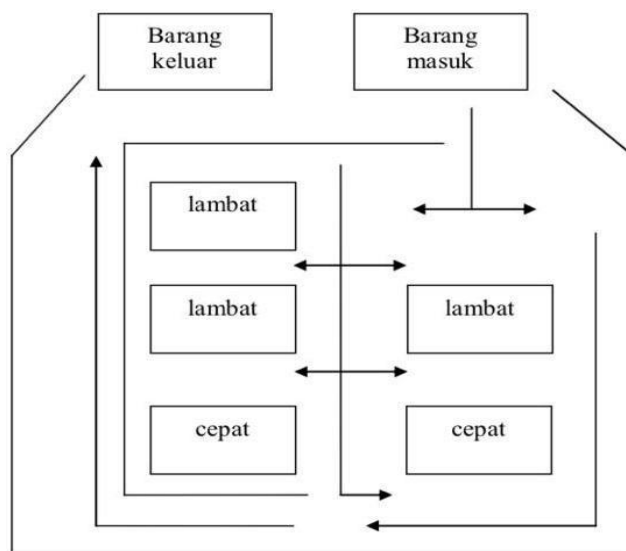 Barang
keluar
Barang
masuk
lambat
lambat
lambat
cepat
cepat